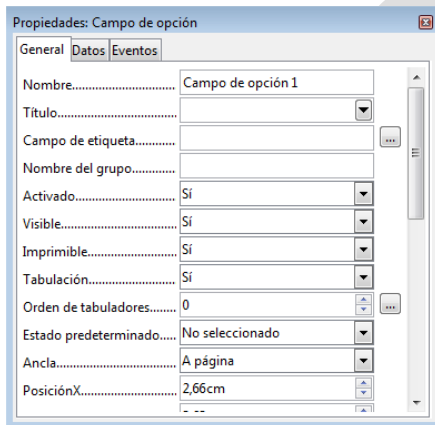 Propiedades: Campo de opción
General Datos Eventos
Nombre.............................. Campo de opción 1
Título...................................
Campo de etiqueta............ ...
Nombre del grupo.............
Activado............................. Sí
Visible................................. Sí
Imprimible.......................... Sí
Tabulación.......................... Sí
Orden de tabuladores........ 0 ...
Estado predeterminado..... No seleccionado
Ancla................................... A página
PosiciónX............................ 2,66cm